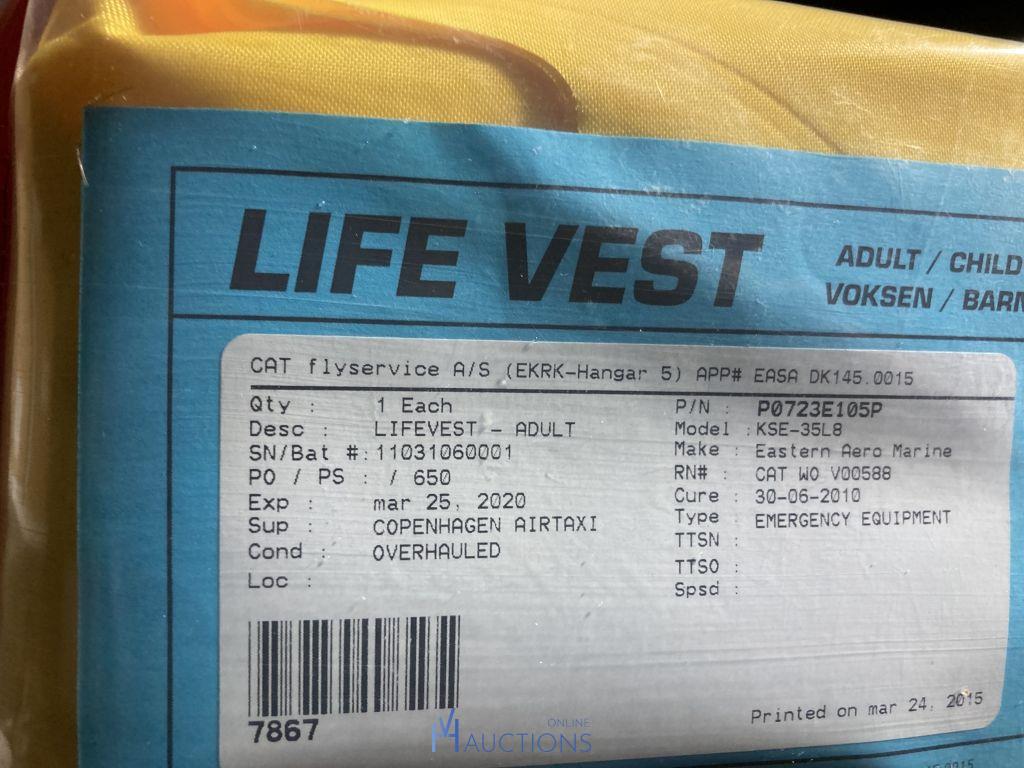 LIFE VEST
ADULT / CHILD
VOKSEN / BARN
CAT flyservice A/S (EKRK-Hangar 5) APP# EASA DK145.0015
Qty : 1 Each
Desc : LIFEVEST - ADULT
SN/Bat #: 11031060001
PO / PS : / 650
Exp : mar 25, 2020
Sup : COPENHAGEN AIRTAXI
Cond : OVERHAULED
Loc :
P/N : P0723E105P
Model : KSE-35L8
Make : Eastern Aero Marine
RN# : CAT WO V00588
Cure : 30-06-2010
Type : EMERGENCY EQUIPMENT
TTSN :
TTSO :
Spsd :
7867
Printed on mar 24, 2015
ONLINE
AUCTIONS